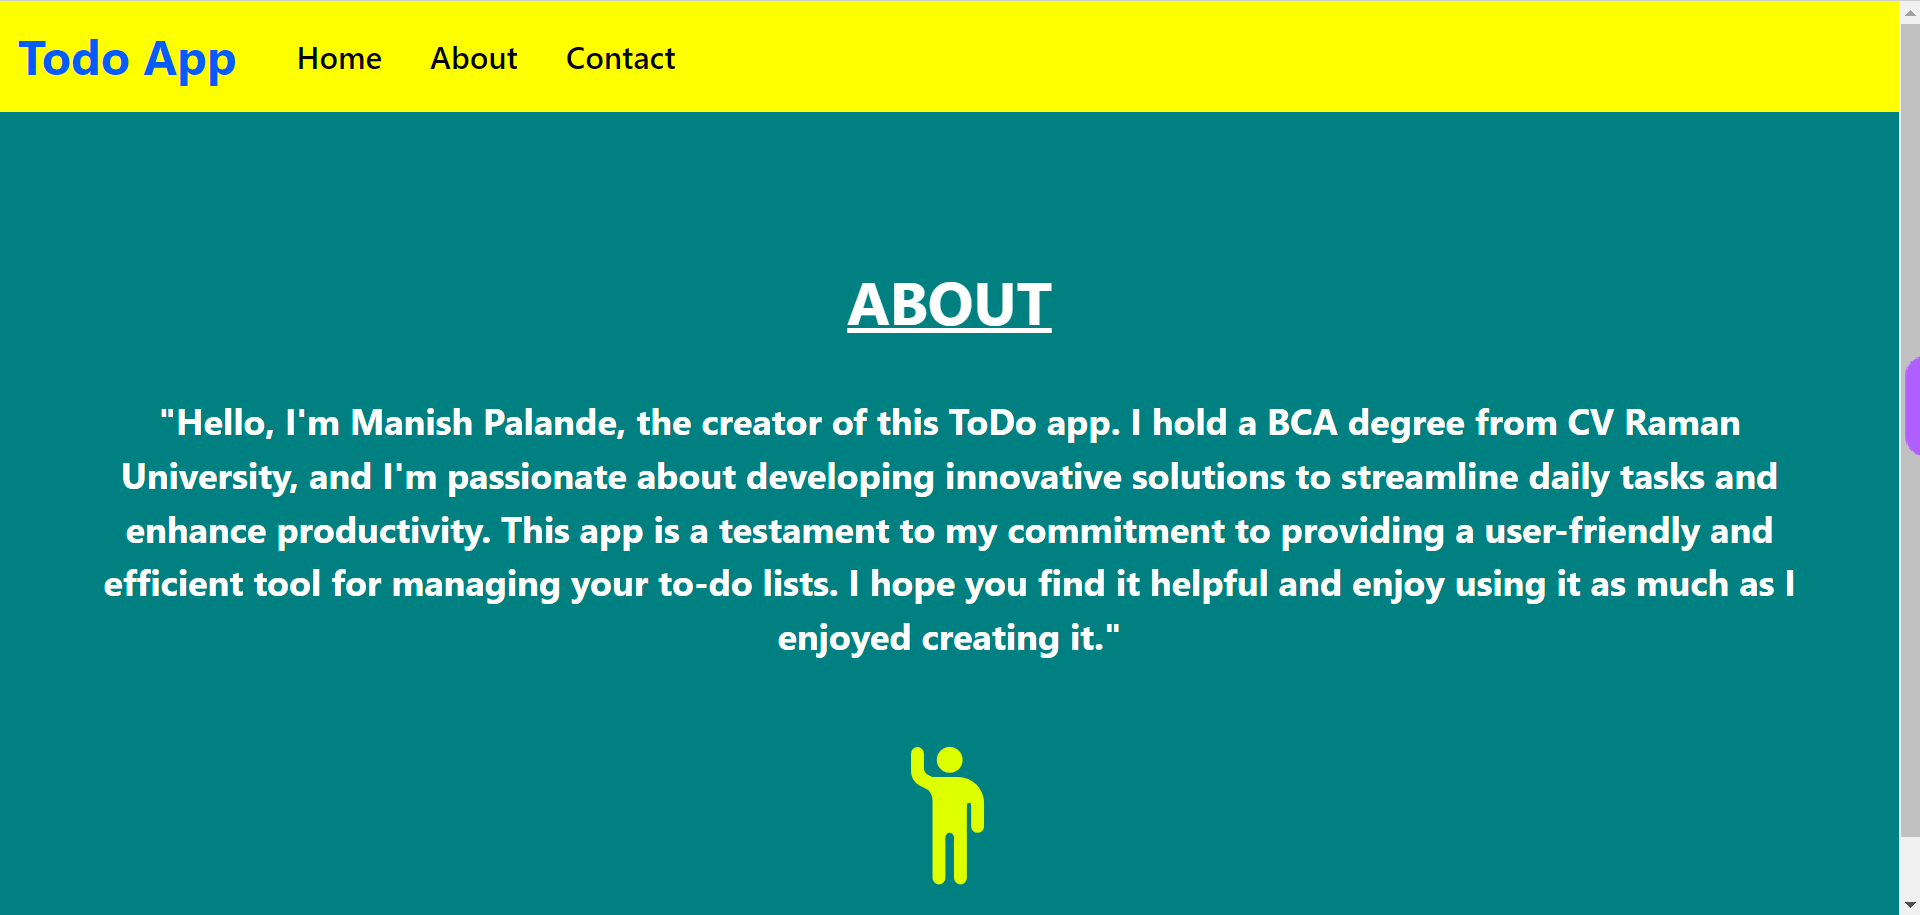 Todo App Home About Contact
ABOUT
"Hello, I'm Manish Palande, the creator of this ToDo app. I hold a BCA degree from CV Raman
University, and I'm passionate about developing innovative solutions to streamline daily tasks and
enhance productivity. This app is a testament to my commitment to providing a user-friendly and
efficient tool for managing your to-do lists. I hope you find it helpful and enjoy using it as much as I
enjoyed creating it."